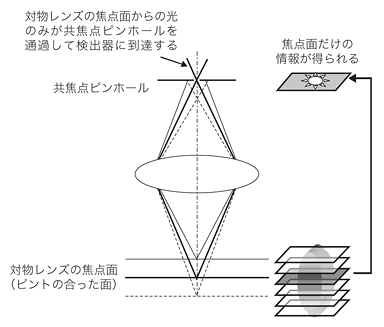 対物レンズの焦点面からの光
のみが共焦点ピンホールを
通過して検出器に到達する
焦点面だけの
情報が得られる
共焦点ピンホール
対物レンズの焦点面
(ピントの合った面)